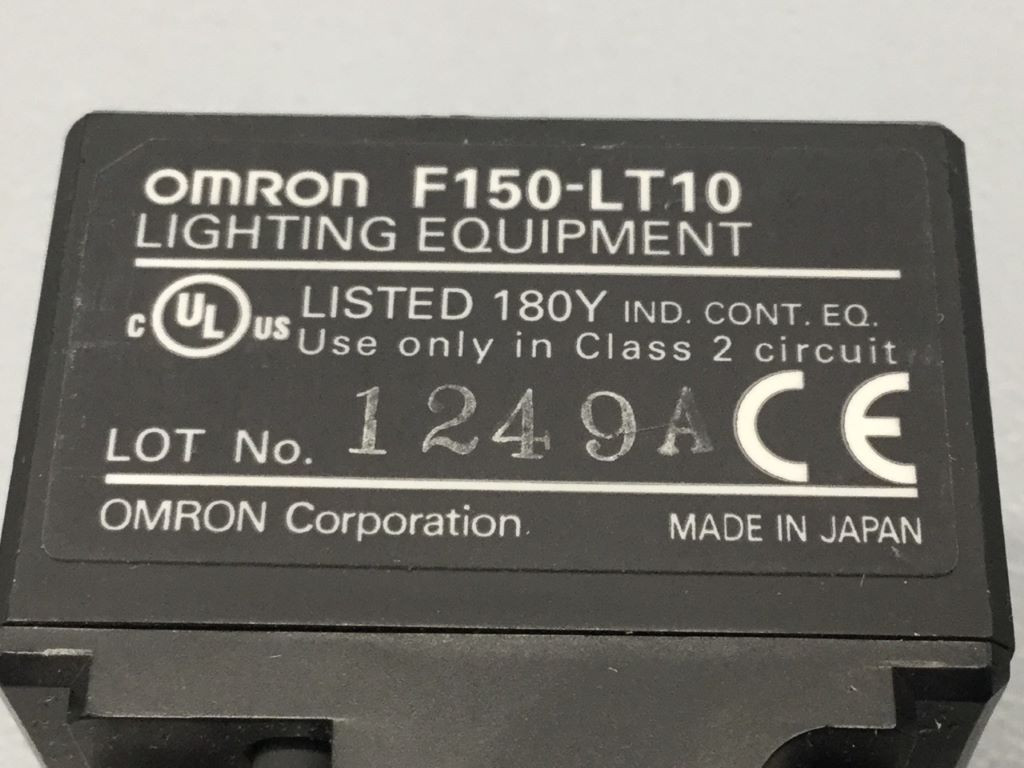 OMRON F150-LT10
LIGHTING EQUIPMENT
C UL US LISTED 180Y IND. CONT. EQ.
Use only in Class 2 circuit
LOT No. 1249A CE
OMRON Corporation MADE IN JAPAN